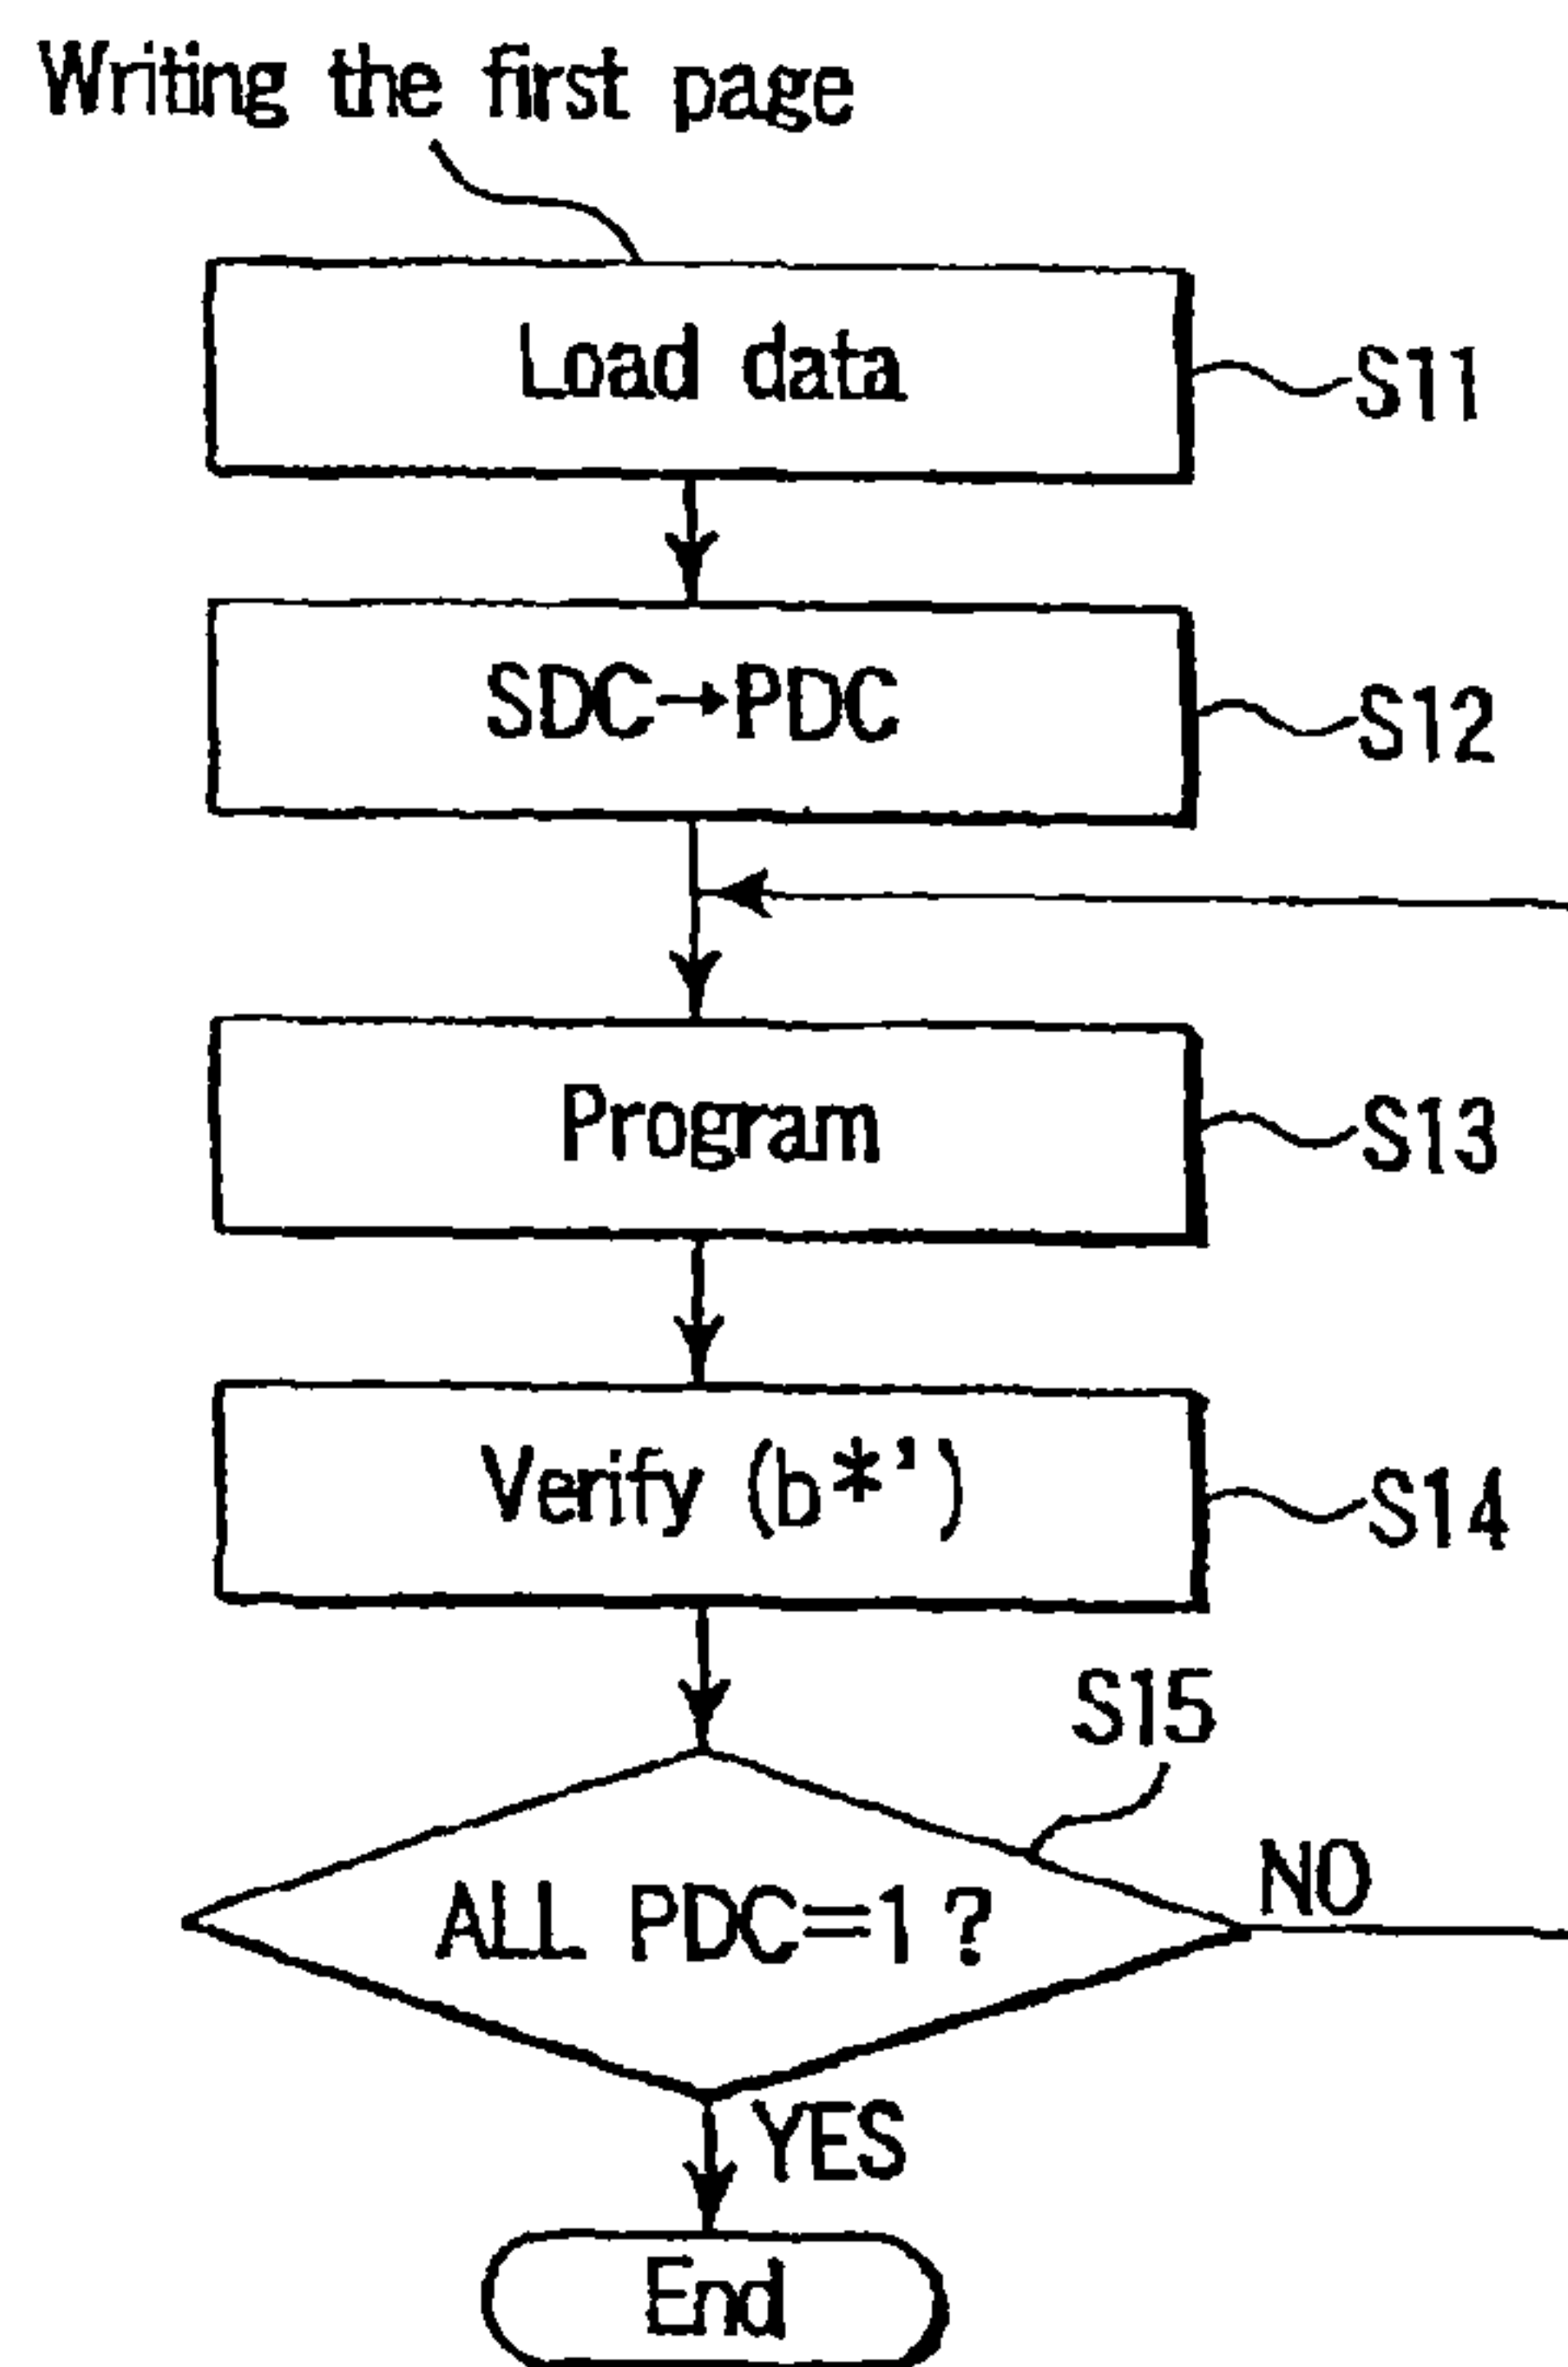 Writing the first page
Load data
S11
SDC→PDC
S12
Program
S13
Verify (b*')
S14
S15
ALL PDC=1?
NO
YES
End